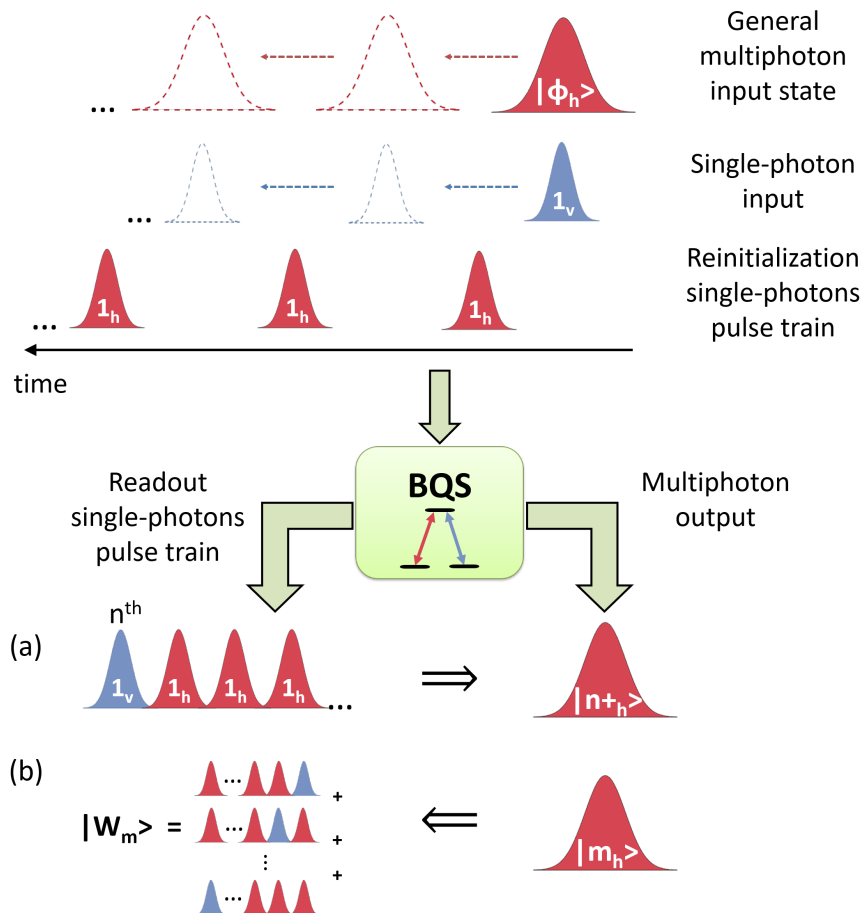 General
multiphoton
input state
|ϕₕ>
...
Single-photon
input
1ᵥ
...
Reinitialization
single-photons
pulse train
1ₕ 1ₕ 1ₕ
...
time
BQS
Readout
single-photons
pulse train
Multiphoton
output
nᵗʰ
(a)
1ᵥ 1ₕ 1ₕ 1ₕ ...
⟹
|n+ₕ>
(b)
... +
|Wₘ> = ... +
⋮
... +
⟸
|mₕ>